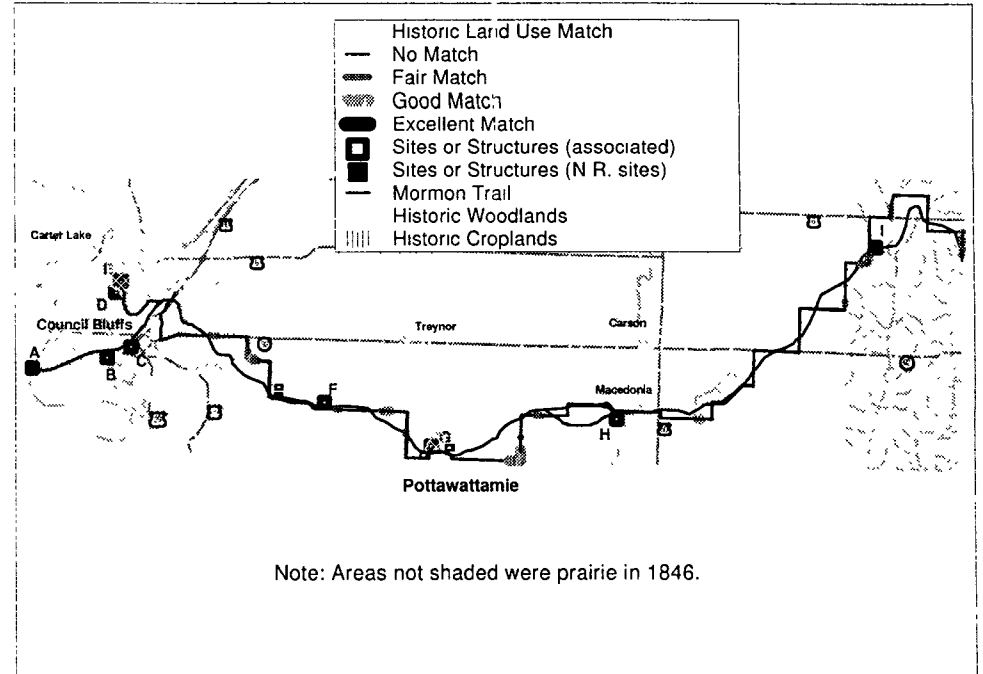 Historic Land Use Match
No Match
Fair Match
Good Match
Excellent Match
Sites or Structures (associated)
Sites or Structures (N R. sites)
Mormon Trail
Historic Woodlands
Historic Croplands
Carter Lake
I
E
D
Council Bluffs
Treynor
Carson
A
B
C
F
Macedonia
G
H
Pottawattamie
Note: Areas not shaded were prairie in 1846.